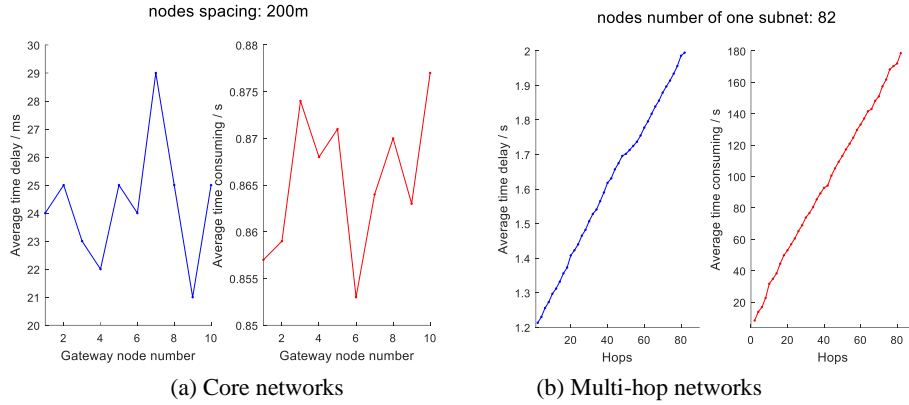 nodes spacing: 200m
30
29
28
27
26
25
24
23
22
21
20
2 4 6 8 10
Average time delay / ms
Gateway node number
0.88
0.875
0.87
0.865
0.86
0.855
0.85
2 4 6 8 10
Average time consuming / s
Gateway node number
(a) Core networks
nodes number of one subnet: 82
2
1.9
1.8
1.7
1.6
1.5
1.4
1.3
1.2
20 40 60 80
Average time delay / s
Hops
180
160
140
120
100
80
60
40
20
0 20 40 60 80
Average time consuming / s
Hops
(b) Multi-hop networks